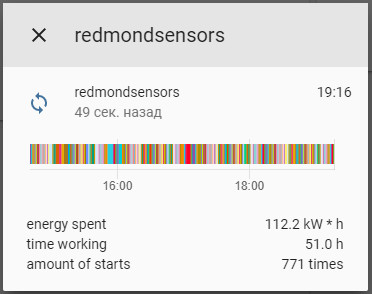 redmondsensors
redmondsensors 19:16
49 сек. назад
16:00 18:00
energy spent 112.2 kW * h
time working 51.0 h
amount of starts 771 times